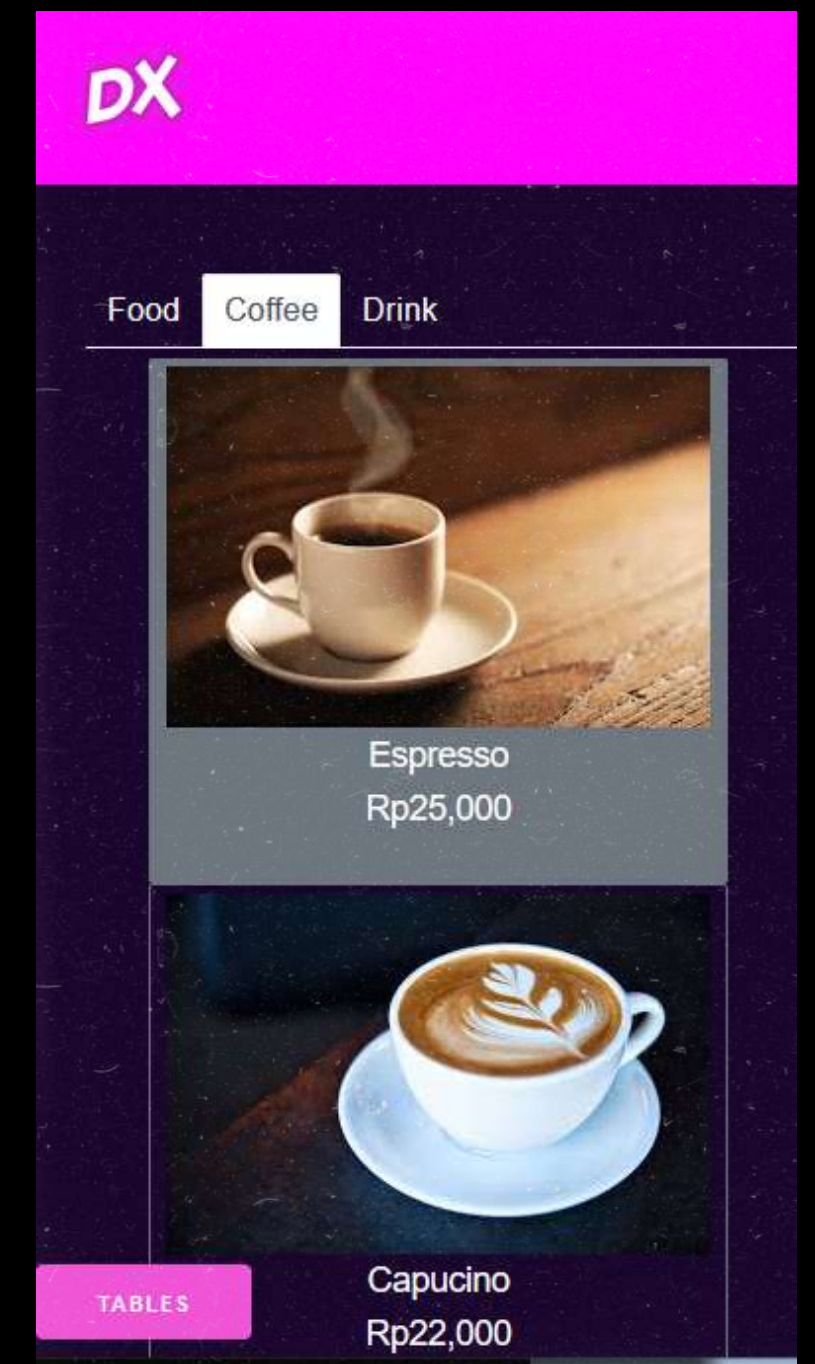 DX
Food Coffee Drink
Espresso
Rp25,000
Capucino
Rp22,000
TABLES